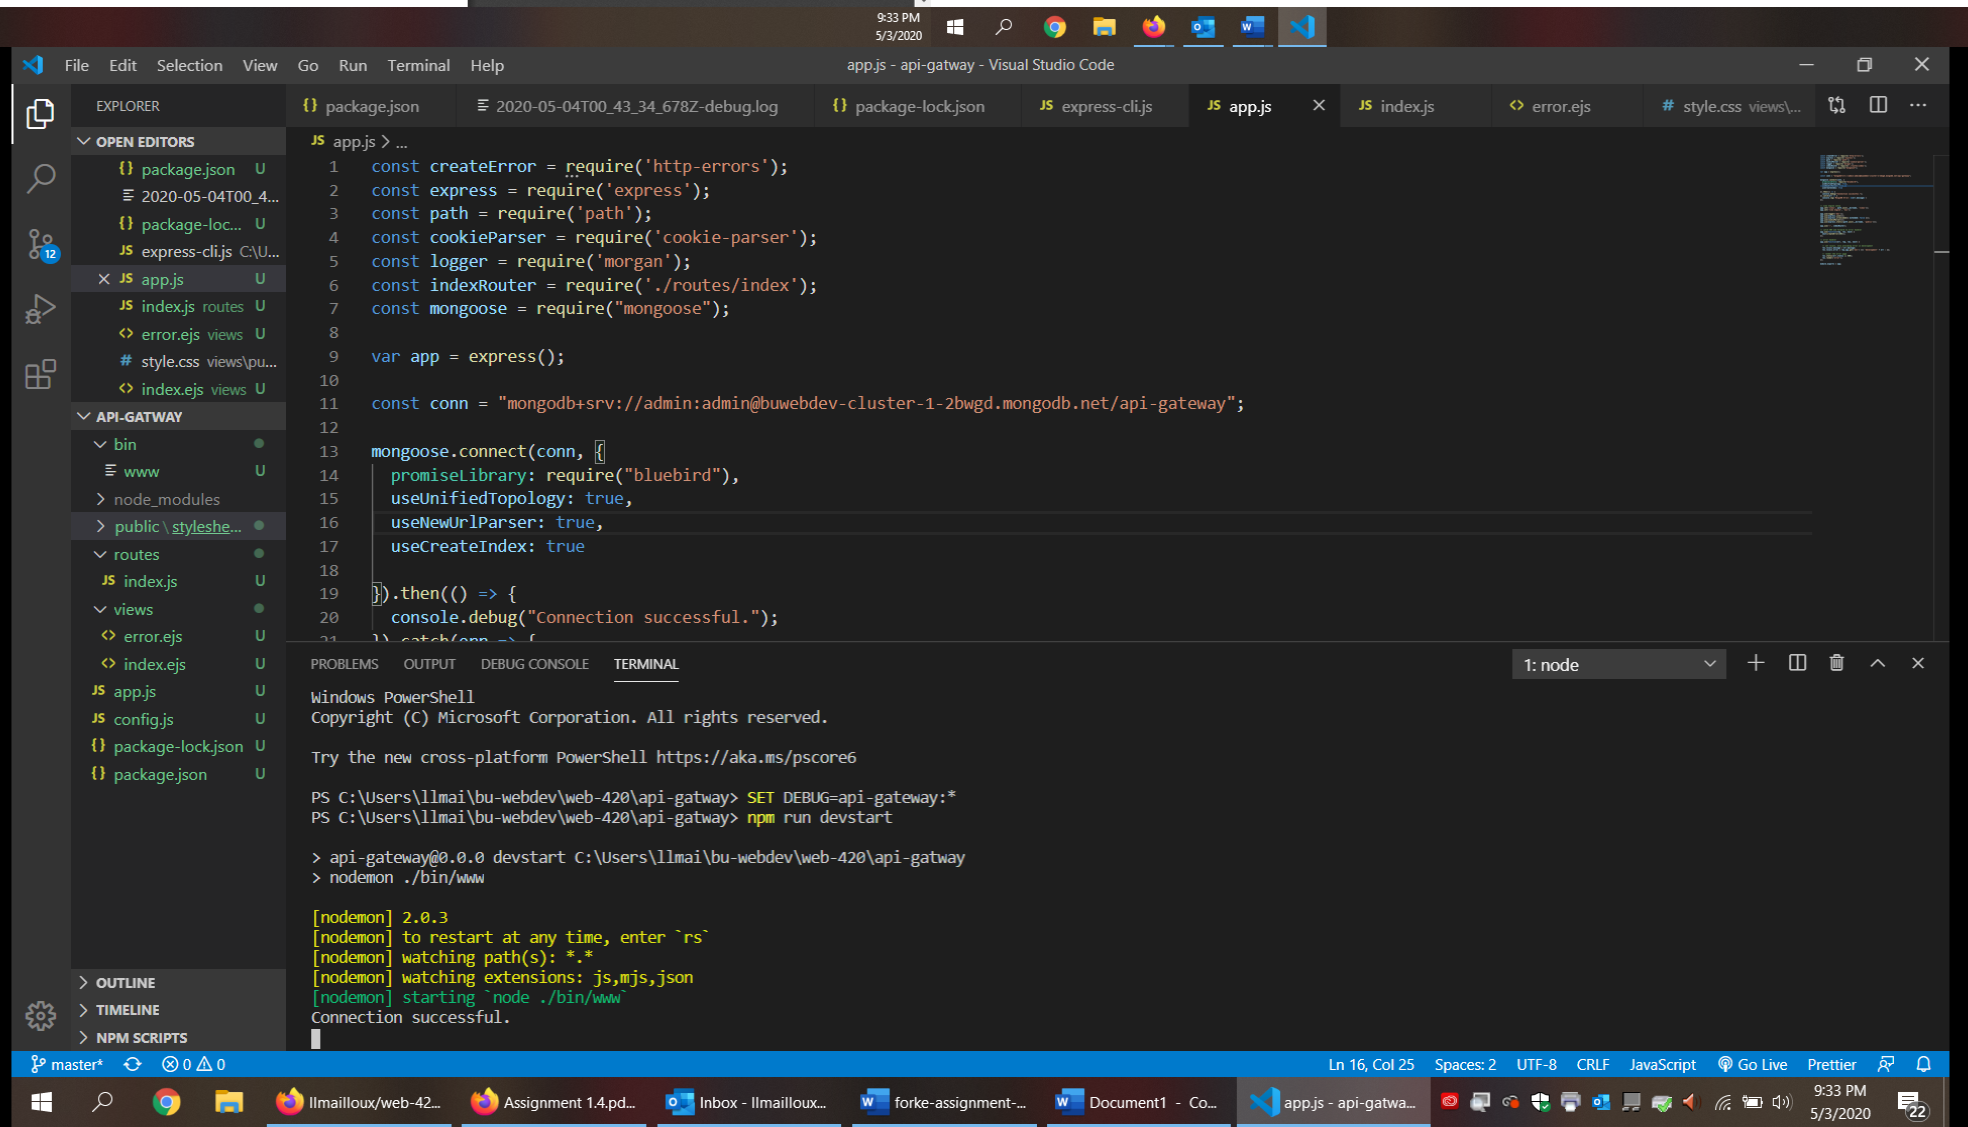 9:33 PM
5/3/2020
File Edit Selection View Go Run Terminal Help
app.js - api-gatway - Visual Studio Code
EXPLORER
{} package.json
2020-05-04T00_43_34_678Z-debug.log
{} package-lock.json
JS express-cli.js
JS app.js
JS index.js
<> error.ejs
# style.css views\...
OPEN EDITORS
{} package.json U
2020-05-04T00_4...
{} package-loc... U
JS express-cli.js C:\U...
JS app.js U
JS index.js routes U
<> error.ejs views U
# style.css views\pu...
<> index.ejs views U
API-GATWAY
bin
www U
node_modules
public \ styleshe...
routes
JS index.js U
views
<> error.ejs U
<> index.ejs U
JS app.js U
JS config.js U
{} package-lock.json U
{} package.json U
OUTLINE
TIMELINE
NPM SCRIPTS
12
JS app.js > ...
1 const createError = require('http-errors');
2 const express = require('express');
3 const path = require('path');
4 const cookieParser = require('cookie-parser');
5 const logger = require('morgan');
6 const indexRouter = require('./routes/index');
7 const mongoose = require("mongoose");
8
9 var app = express();
10
11 const conn = "mongodb+srv://admin:admin@buwebdev-cluster-1-2bwgd.mongodb.net/api-gateway";
12
13 mongoose.connect(conn, {
14 promiseLibrary: require("bluebird"),
15 useUnifiedTopology: true,
16 useNewUrlParser: true,
17 useCreateIndex: true
18
19 }).then(() => {
20 console.debug("Connection successful.");
21 }).catch(err => {
PROBLEMS OUTPUT DEBUG CONSOLE TERMINAL
1: node
Windows PowerShell
Copyright (C) Microsoft Corporation. All rights reserved.
Try the new cross-platform PowerShell https://aka.ms/pscore6
PS C:\Users\llmai\bu-webdev\web-420\api-gatway> SET DEBUG=api-gateway:*
PS C:\Users\llmai\bu-webdev\web-420\api-gatway> npm run devstart
> api-gateway@0.0.0 devstart C:\Users\llmai\bu-webdev\web-420\api-gatway
> nodemon ./bin/www
[nodemon] 2.0.3
[nodemon] to restart at any time, enter `rs`
[nodemon] watching path(s): *.*
[nodemon] watching extensions: js,mjs,json
[nodemon] starting `node ./bin/www`
Connection successful.
master* 0 0
Ln 16, Col 25 Spaces: 2 UTF-8 CRLF JavaScript Go Live Prettier
llmailloux/web-42... Assignment 1.4.pd... Inbox - llmailloux... forke-assignment-... Document1 - Co... app.js - api-gatwa...
9:33 PM
5/3/2020
22